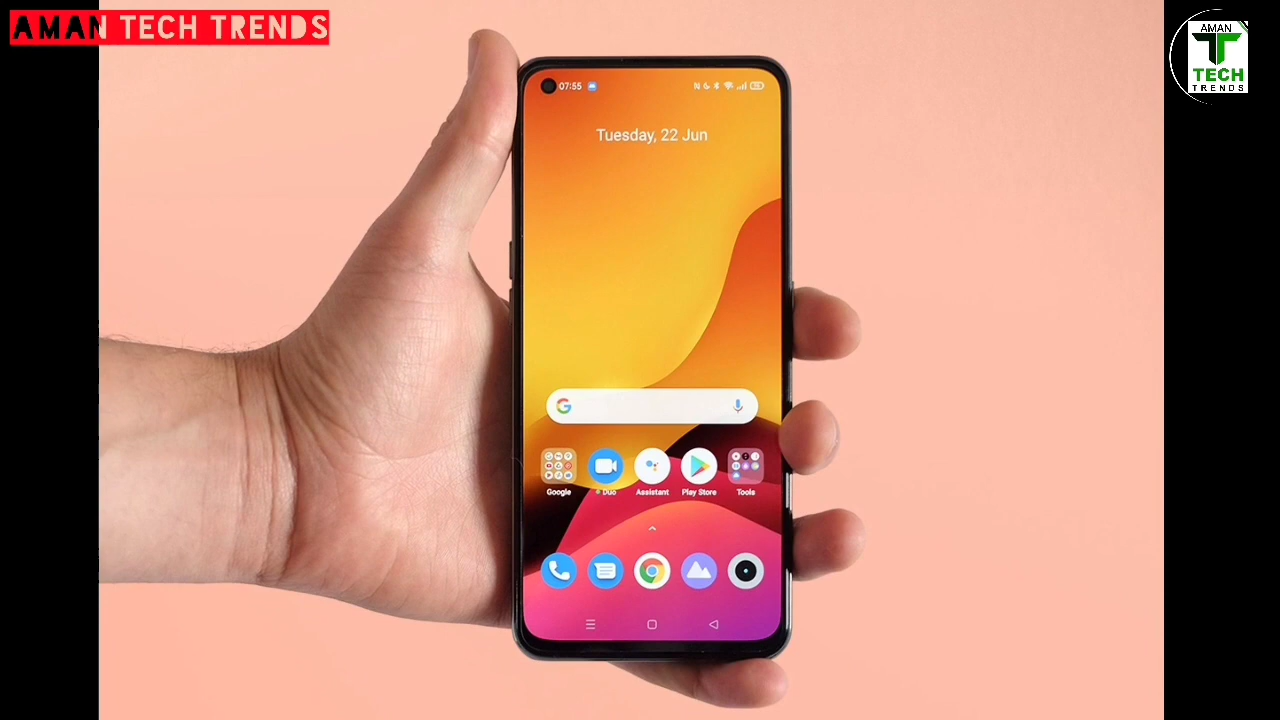 AMAN TECH TRENDS
AMAN
TECH
TRENDS
07:55
Tuesday, 22 Jun
Google
Duo
Assistant
Play Store
Tools